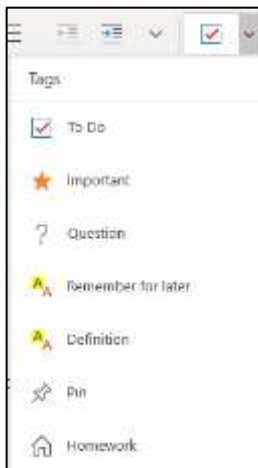 Tags
To Do
Important
Question
Remember for later
Definition
Pin
Homework